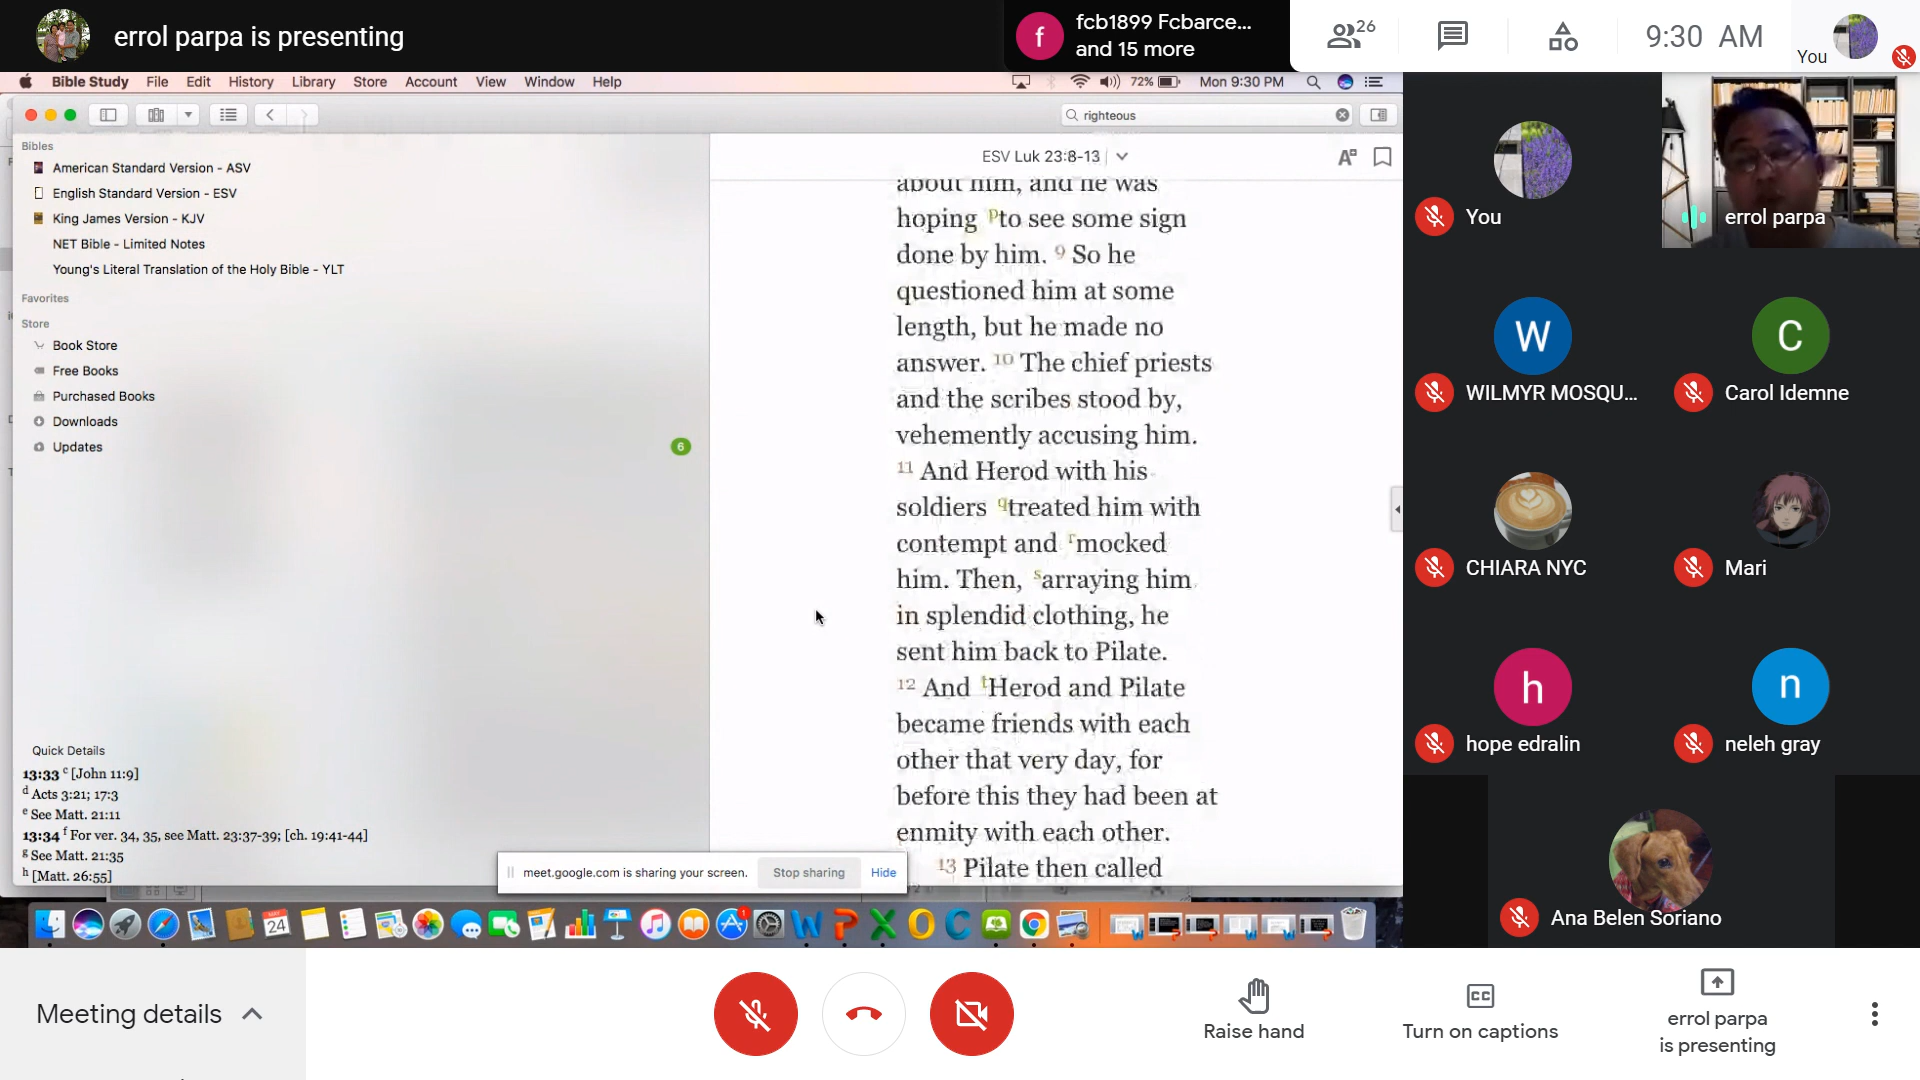 errol parpa is presenting
f
fcb1899 Fcbarce...
and 15 more
26
9:30 AM
You
Bible Study File Edit History Library Store Account View Window Help
72%
Mon 9:30 PM
righteous
Bibles
American Standard Version - ASV
English Standard Version - ESV
King James Version - KJV
NET Bible - Limited Notes
Young's Literal Translation of the Holy Bible - YLT
Favorites
Store
Book Store
Free Books
Purchased Books
Downloads
Updates
6
Quick Details
13:33 c [John 11:9]
d Acts 3:21; 17:3
e See Matt. 21:11
13:34 f For ver. 34, 35, see Matt. 23:37-39; [ch. 19:41-44]
g See Matt. 21:35
h [Matt. 26:55]
ESV Luk 23:8-13
about him, and he was
hoping p to see some sign
done by him. 9 So he
questioned him at some
length, but he made no
answer. 10 The chief priests
and the scribes stood by,
vehemently accusing him.
11 And Herod with his
soldiers q treated him with
contempt and r mocked
him. Then, s arraying him
in splendid clothing, he
sent him back to Pilate.
12 And t Herod and Pilate
became friends with each
other that very day, for
before this they had been at
enmity with each other.
13 Pilate then called
meet.google.com is sharing your screen.
Stop sharing
Hide
MAY
24
1
You
errol parpa
W
WILMYR MOSQU...
C
Carol Idemne
CHIARA NYC
Mari
h
hope edralin
n
neleh gray
Ana Belen Soriano
Meeting details
Raise hand
Turn on captions
errol parpa
is presenting